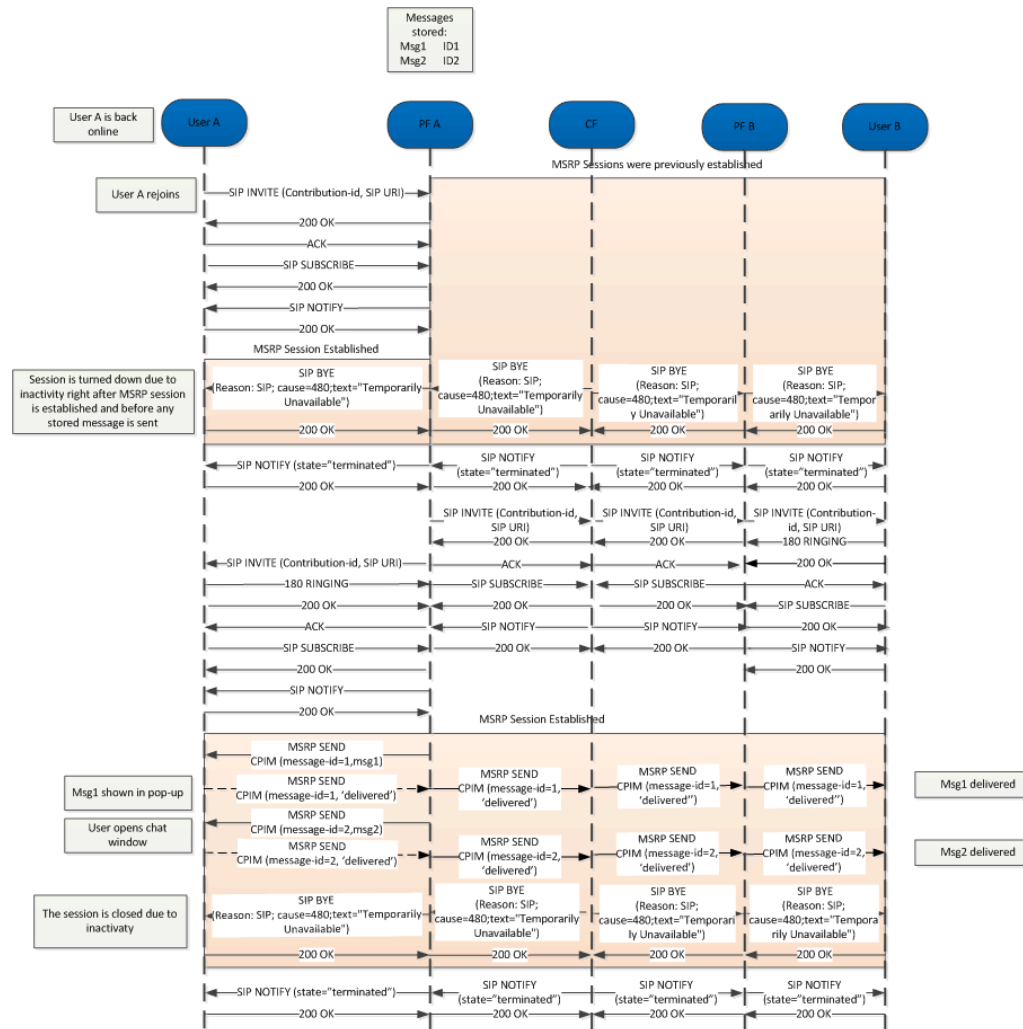 Messages
stored:
Msg1 ID1
Msg2 ID2
User A is back
online
User A
PF A
CF
PF B
User B
MSRP Sessions were previously established
User A rejoins
SIP INVITE (Contribution-id, SIP URI)
200 OK
ACK
SIP SUBSCRIBE
200 OK
SIP NOTIFY
200 OK
MSRP Session Established
Session is turned down due to
inactivity right after MSRP session
is established and before any
stored message is sent
SIP BYE
(Reason: SIP; cause=480;text="Temporarily
Unavailable")
SIP BYE
(Reason: SIP;
cause=480;text="Temporarily
Unavailable")
SIP BYE
(Reason: SIP;
cause=480;text="Temporaril
y Unavailable")
SIP BYE
(Reason: SIP;
cause=480;text="Tempor
arily Unavailable")
200 OK
200 OK
200 OK
200 OK
SIP NOTIFY (state="terminated")
SIP NOTIFY
(state="terminated")
SIP NOTIFY
(state="terminated")
SIP NOTIFY
(state="terminated")
200 OK
200 OK
200 OK
200 OK
SIP INVITE (Contribution-id,
SIP URI)
SIP INVITE (Contribution-id,
SIP URI)
SIP INVITE (Contribution-
id, SIP URI)
200 OK
200 OK
180 RINGING
SIP INVITE (Contribution-id, SIP URI)
ACK
ACK
200 OK
180 RINGING
SIP SUBSCRIBE
SIP SUBSCRIBE
ACK
200 OK
200 OK
200 OK
SIP SUBSCRIBE
ACK
SIP NOTIFY
SIP NOTIFY
200 OK
SIP SUBSCRIBE
200 OK
200 OK
SIP NOTIFY
200 OK
200 OK
SIP NOTIFY
200 OK
MSRP Session Established
MSRP SEND
CPIM (message-id=1,msg1)
Msg1 shown in pop-up
MSRP SEND
CPIM (message-id=1, 'delivered')
MSRP SEND
CPIM (message-id=1,
'delivered')
MSRP SEND
CPIM (message-id=1,
'delivered'')
MSRP SEND
CPIM (message-id=1,
'delivered'')
Msg1 delivered
User opens chat
window
MSRP SEND
CPIM(message-id=2,msg2)
MSRP SEND
CPIM (message-id=2, 'delivered')
MSRP SEND
CPIM (message-id=2,
'delivered')
MSRP SEND
CPIM (message-id=2,
'delivered')
MSRP SEND
CPIM (message-id=2,
'delivered')
Msg2 delivered
The session is closed due to
inactivaty
SIP BYE
(Reason: SIP; cause=480;text="Temporarily
Unavailable")
SIP BYE
(Reason: SIP;
cause=480;text="Temporarily
Unavailable")
SIP BYE
(Reason: SIP;
cause=480;text="Temporari
ly Unavailable")
SIP BYE
(Reason: SIP;
cause=480;text="Tempora
rily Unavailable")
200 OK
200 OK
200 OK
200 OK
SIP NOTIFY (state="terminated")
SIP NOTIFY
(state="terminated")
SIP NOTIFY
(state="terminated")
SIP NOTIFY
(state="terminated")
200 OK
200 OK
200 OK
200 OK